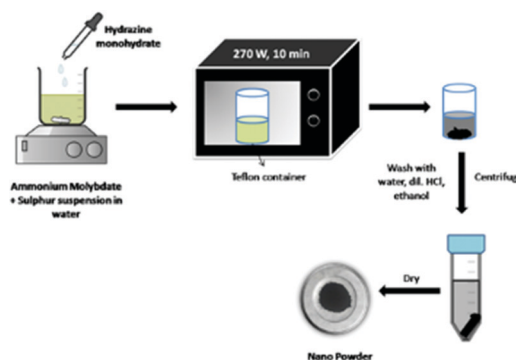 Hydrazine
monohydrate
270 W, 10 min
Teflon container
Ammonium Molybdate
+ Sulphur suspension in
water
Wash with
water, dil. HCl,
ethanol
Centrifug
Dry
Nano Powder